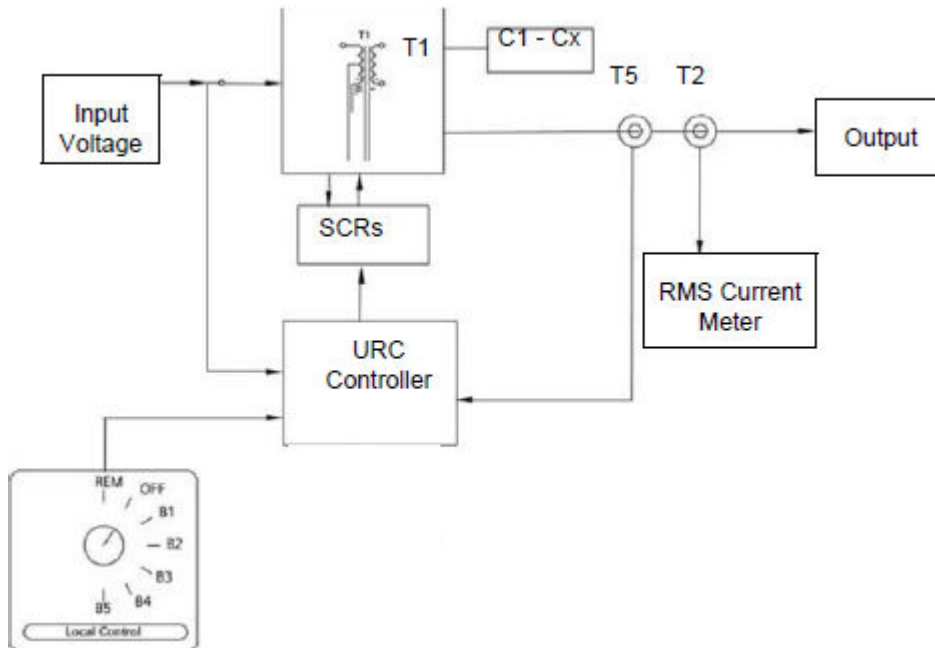 T1
T1
C1 - Cx
T5
T2
Input
Voltage
Output
SCRs
RMS Current
Meter
URC
Controller
REM
OFF
B1
B2
B3
B4
B5
Local Control